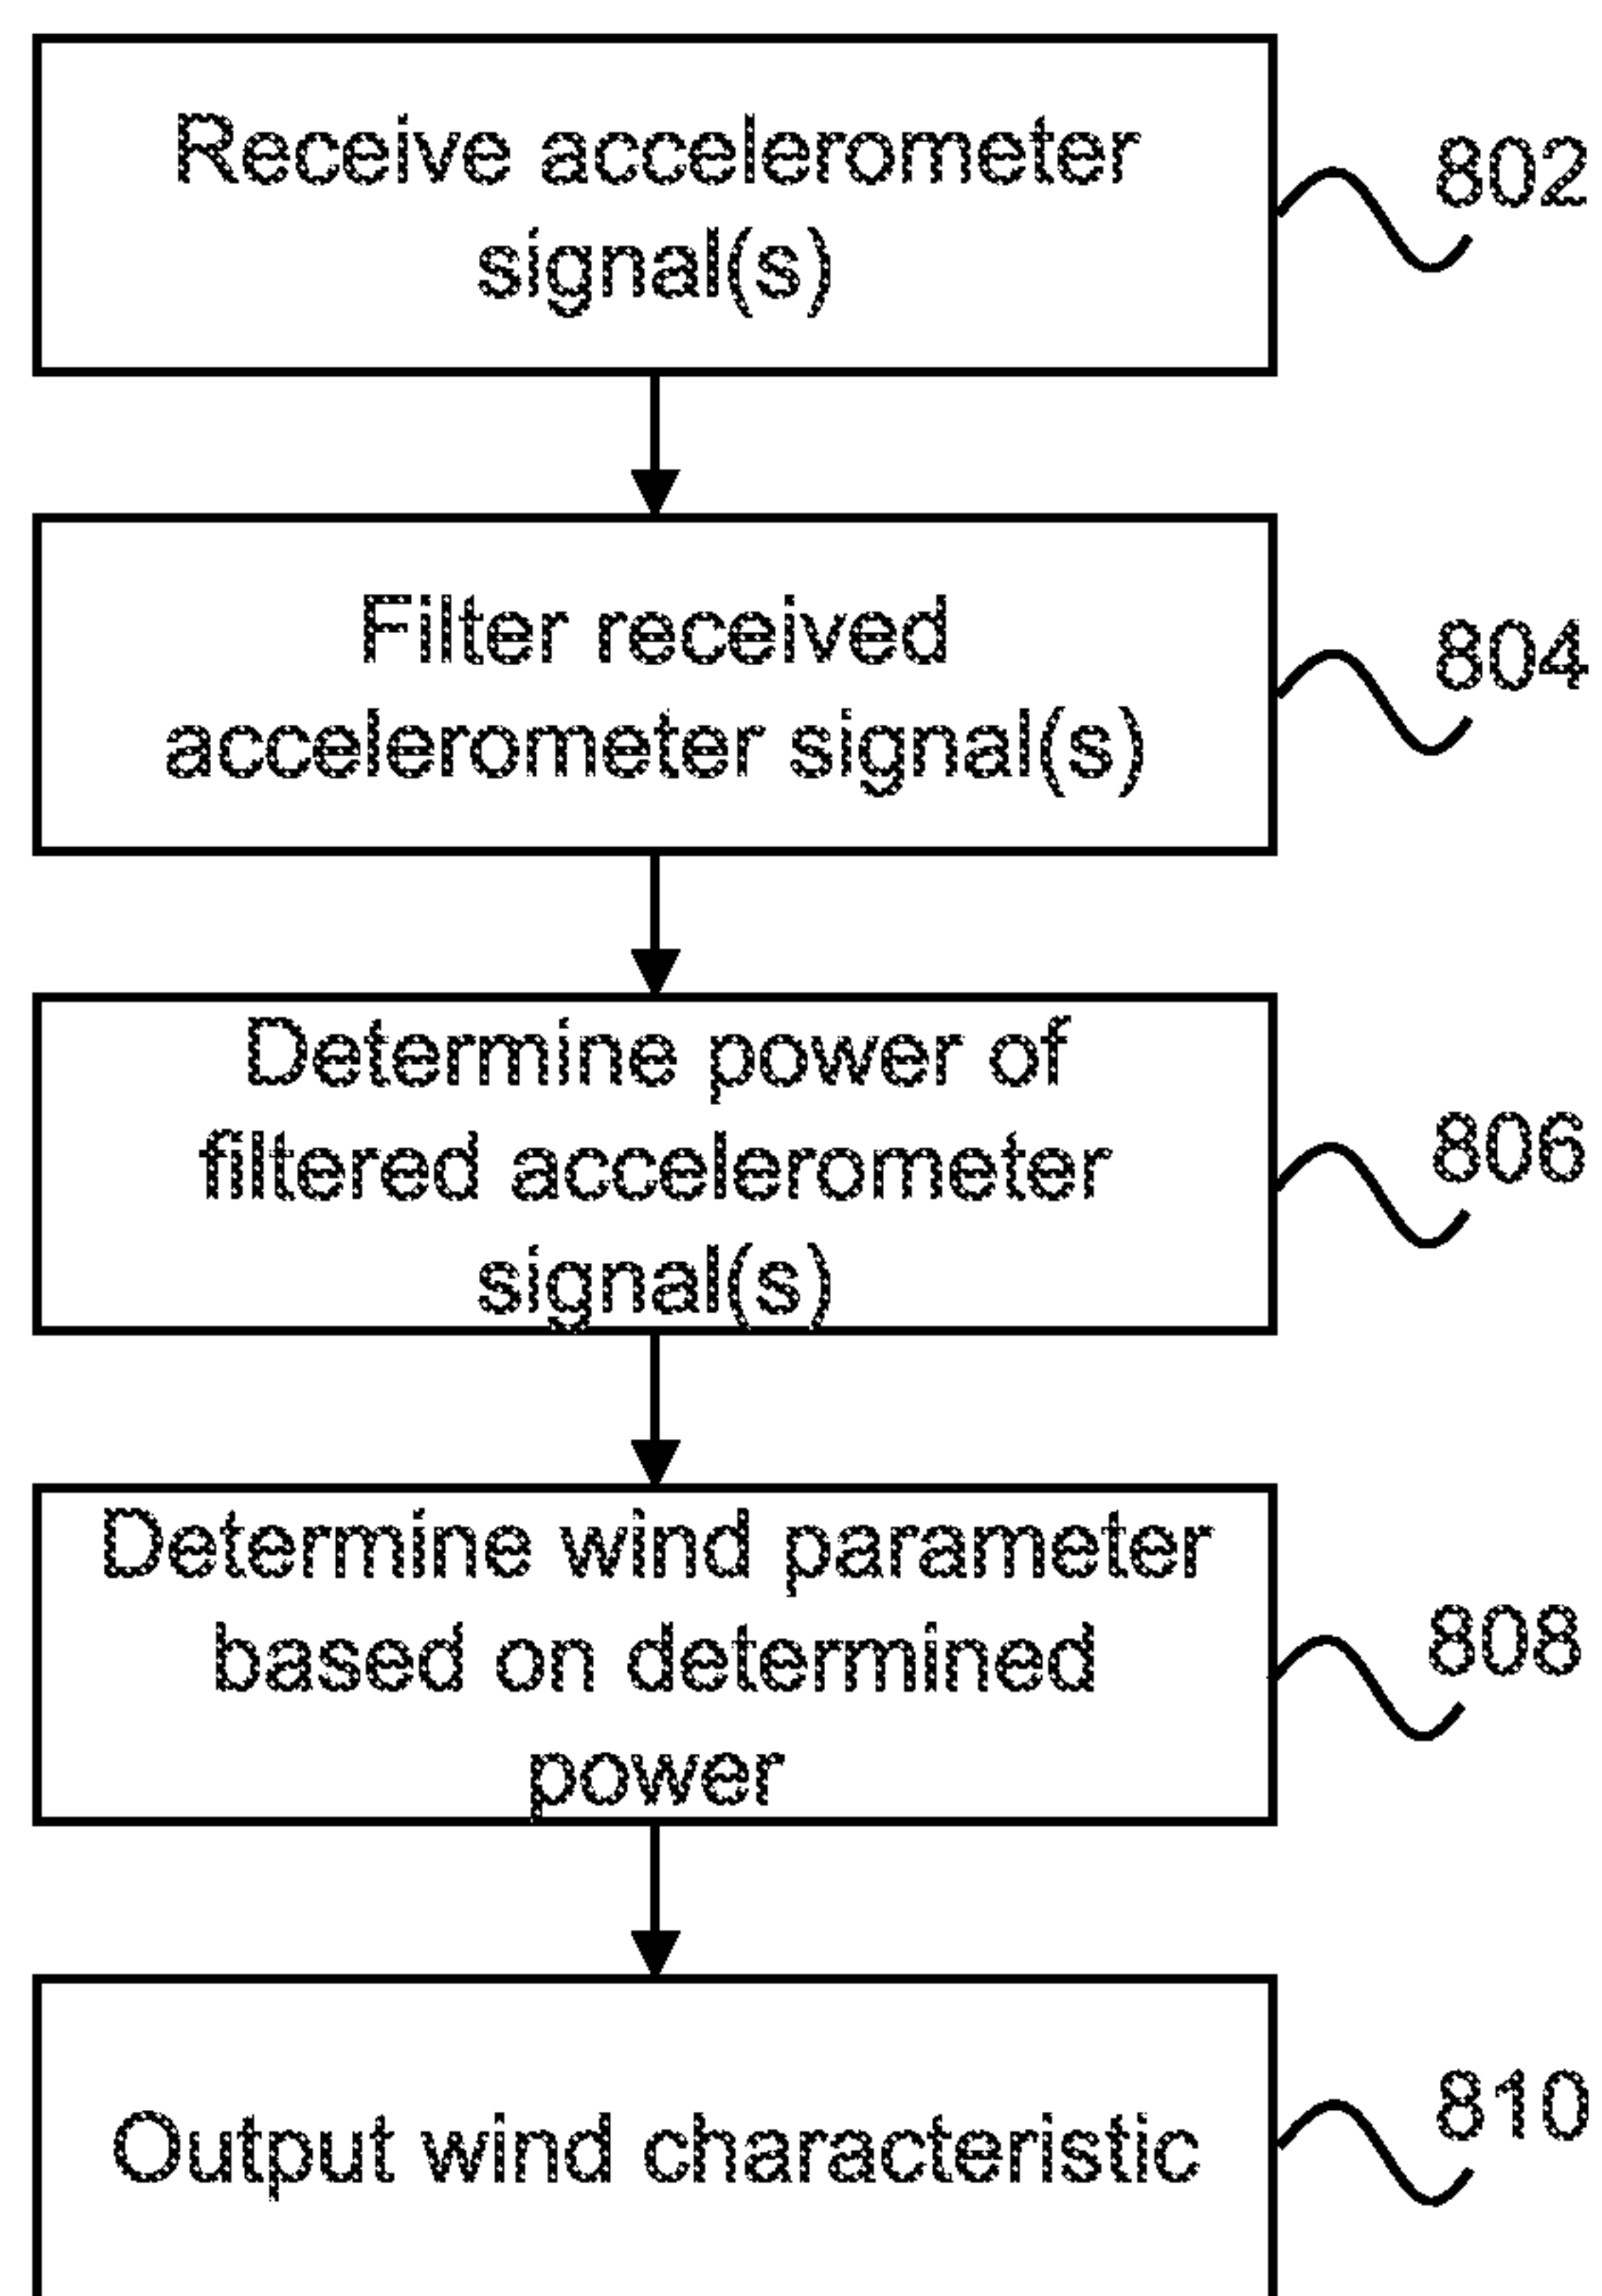 Receive accelerometer
signal(s)
802
Filter received
accelerometer signal(s)
804
Determine power of
filtered accelerometer
signal(s)
806
Determine wind parameter
based on determined
power
808
Output wind characteristic
810